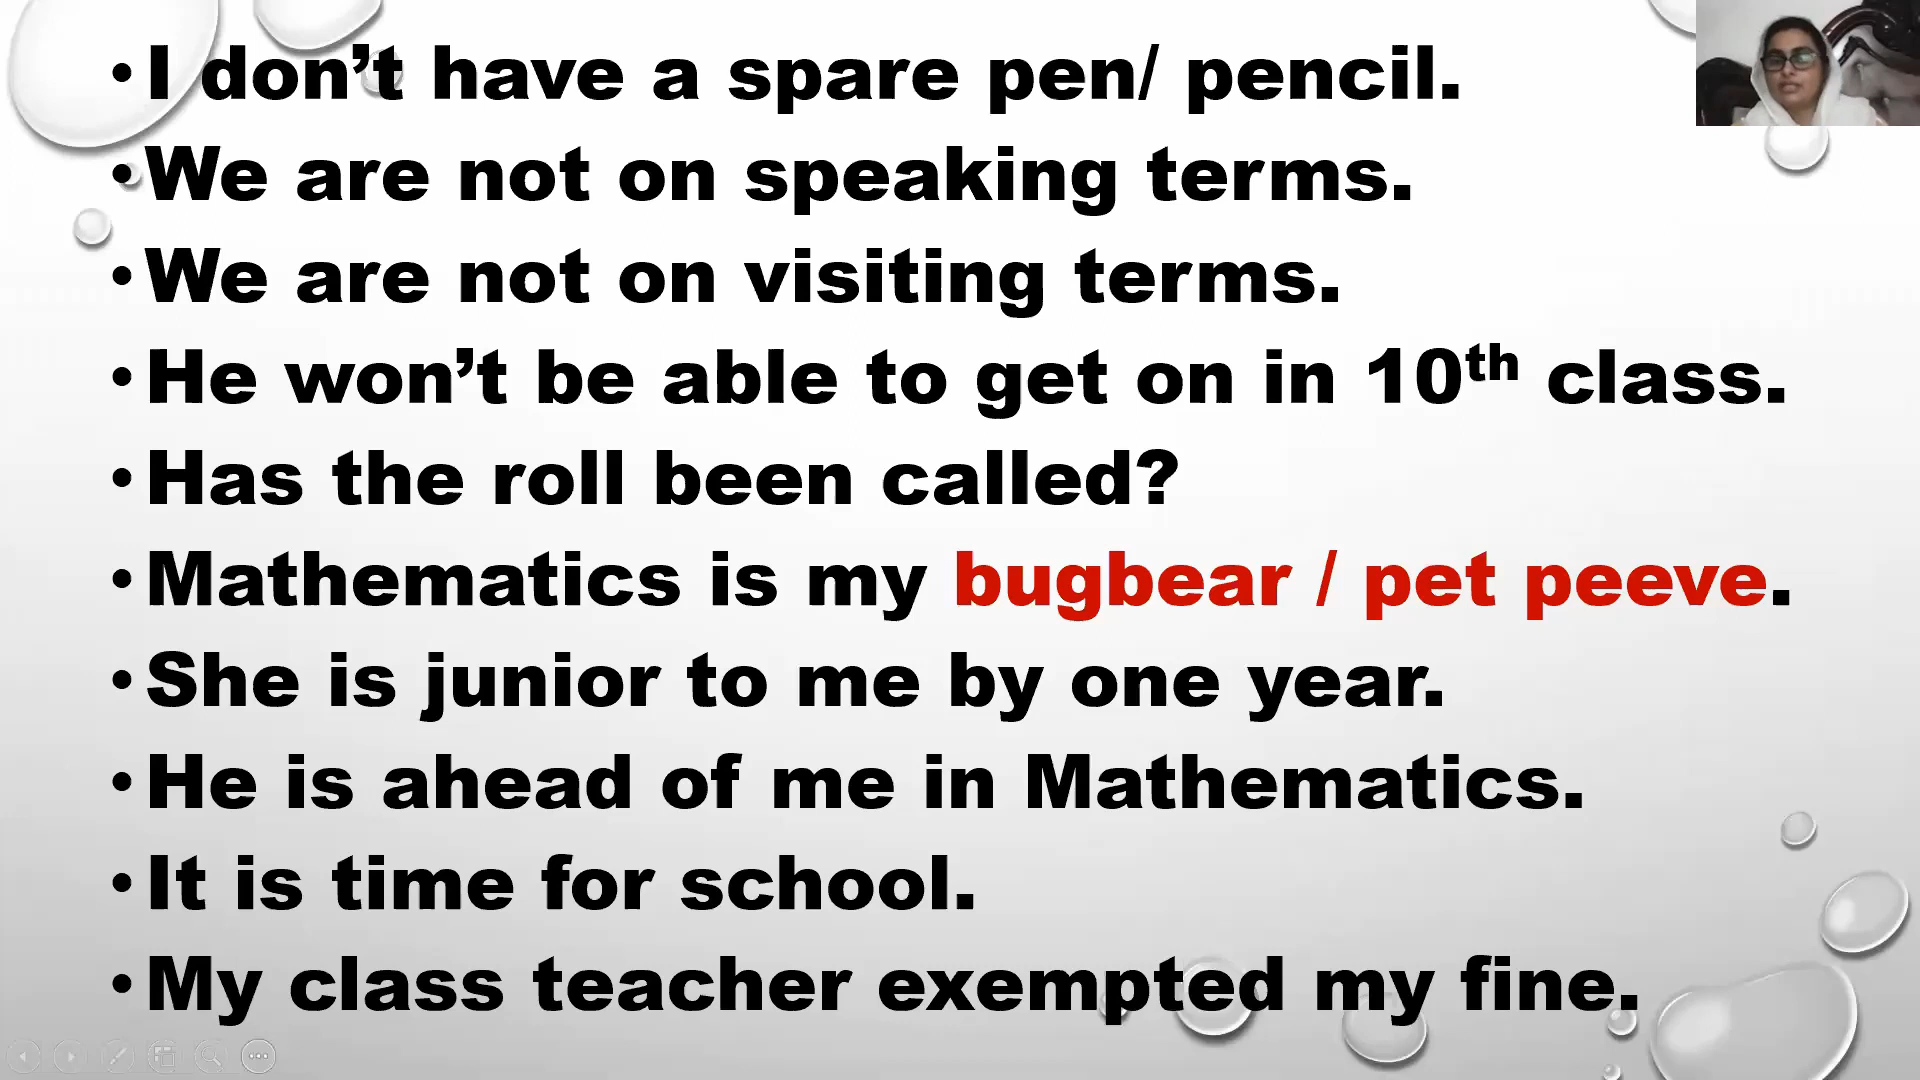 •I don’t have a spare pen/ pencil.
•We are not on speaking terms.
•We are not on visiting terms.
•He won’t be able to get on in 10th class.
•Has the roll been called?
•Mathematics is my bugbear / pet peeve.
•She is junior to me by one year.
•He is ahead of me in Mathematics.
•It is time for school.
•My class teacher exempted my fine.